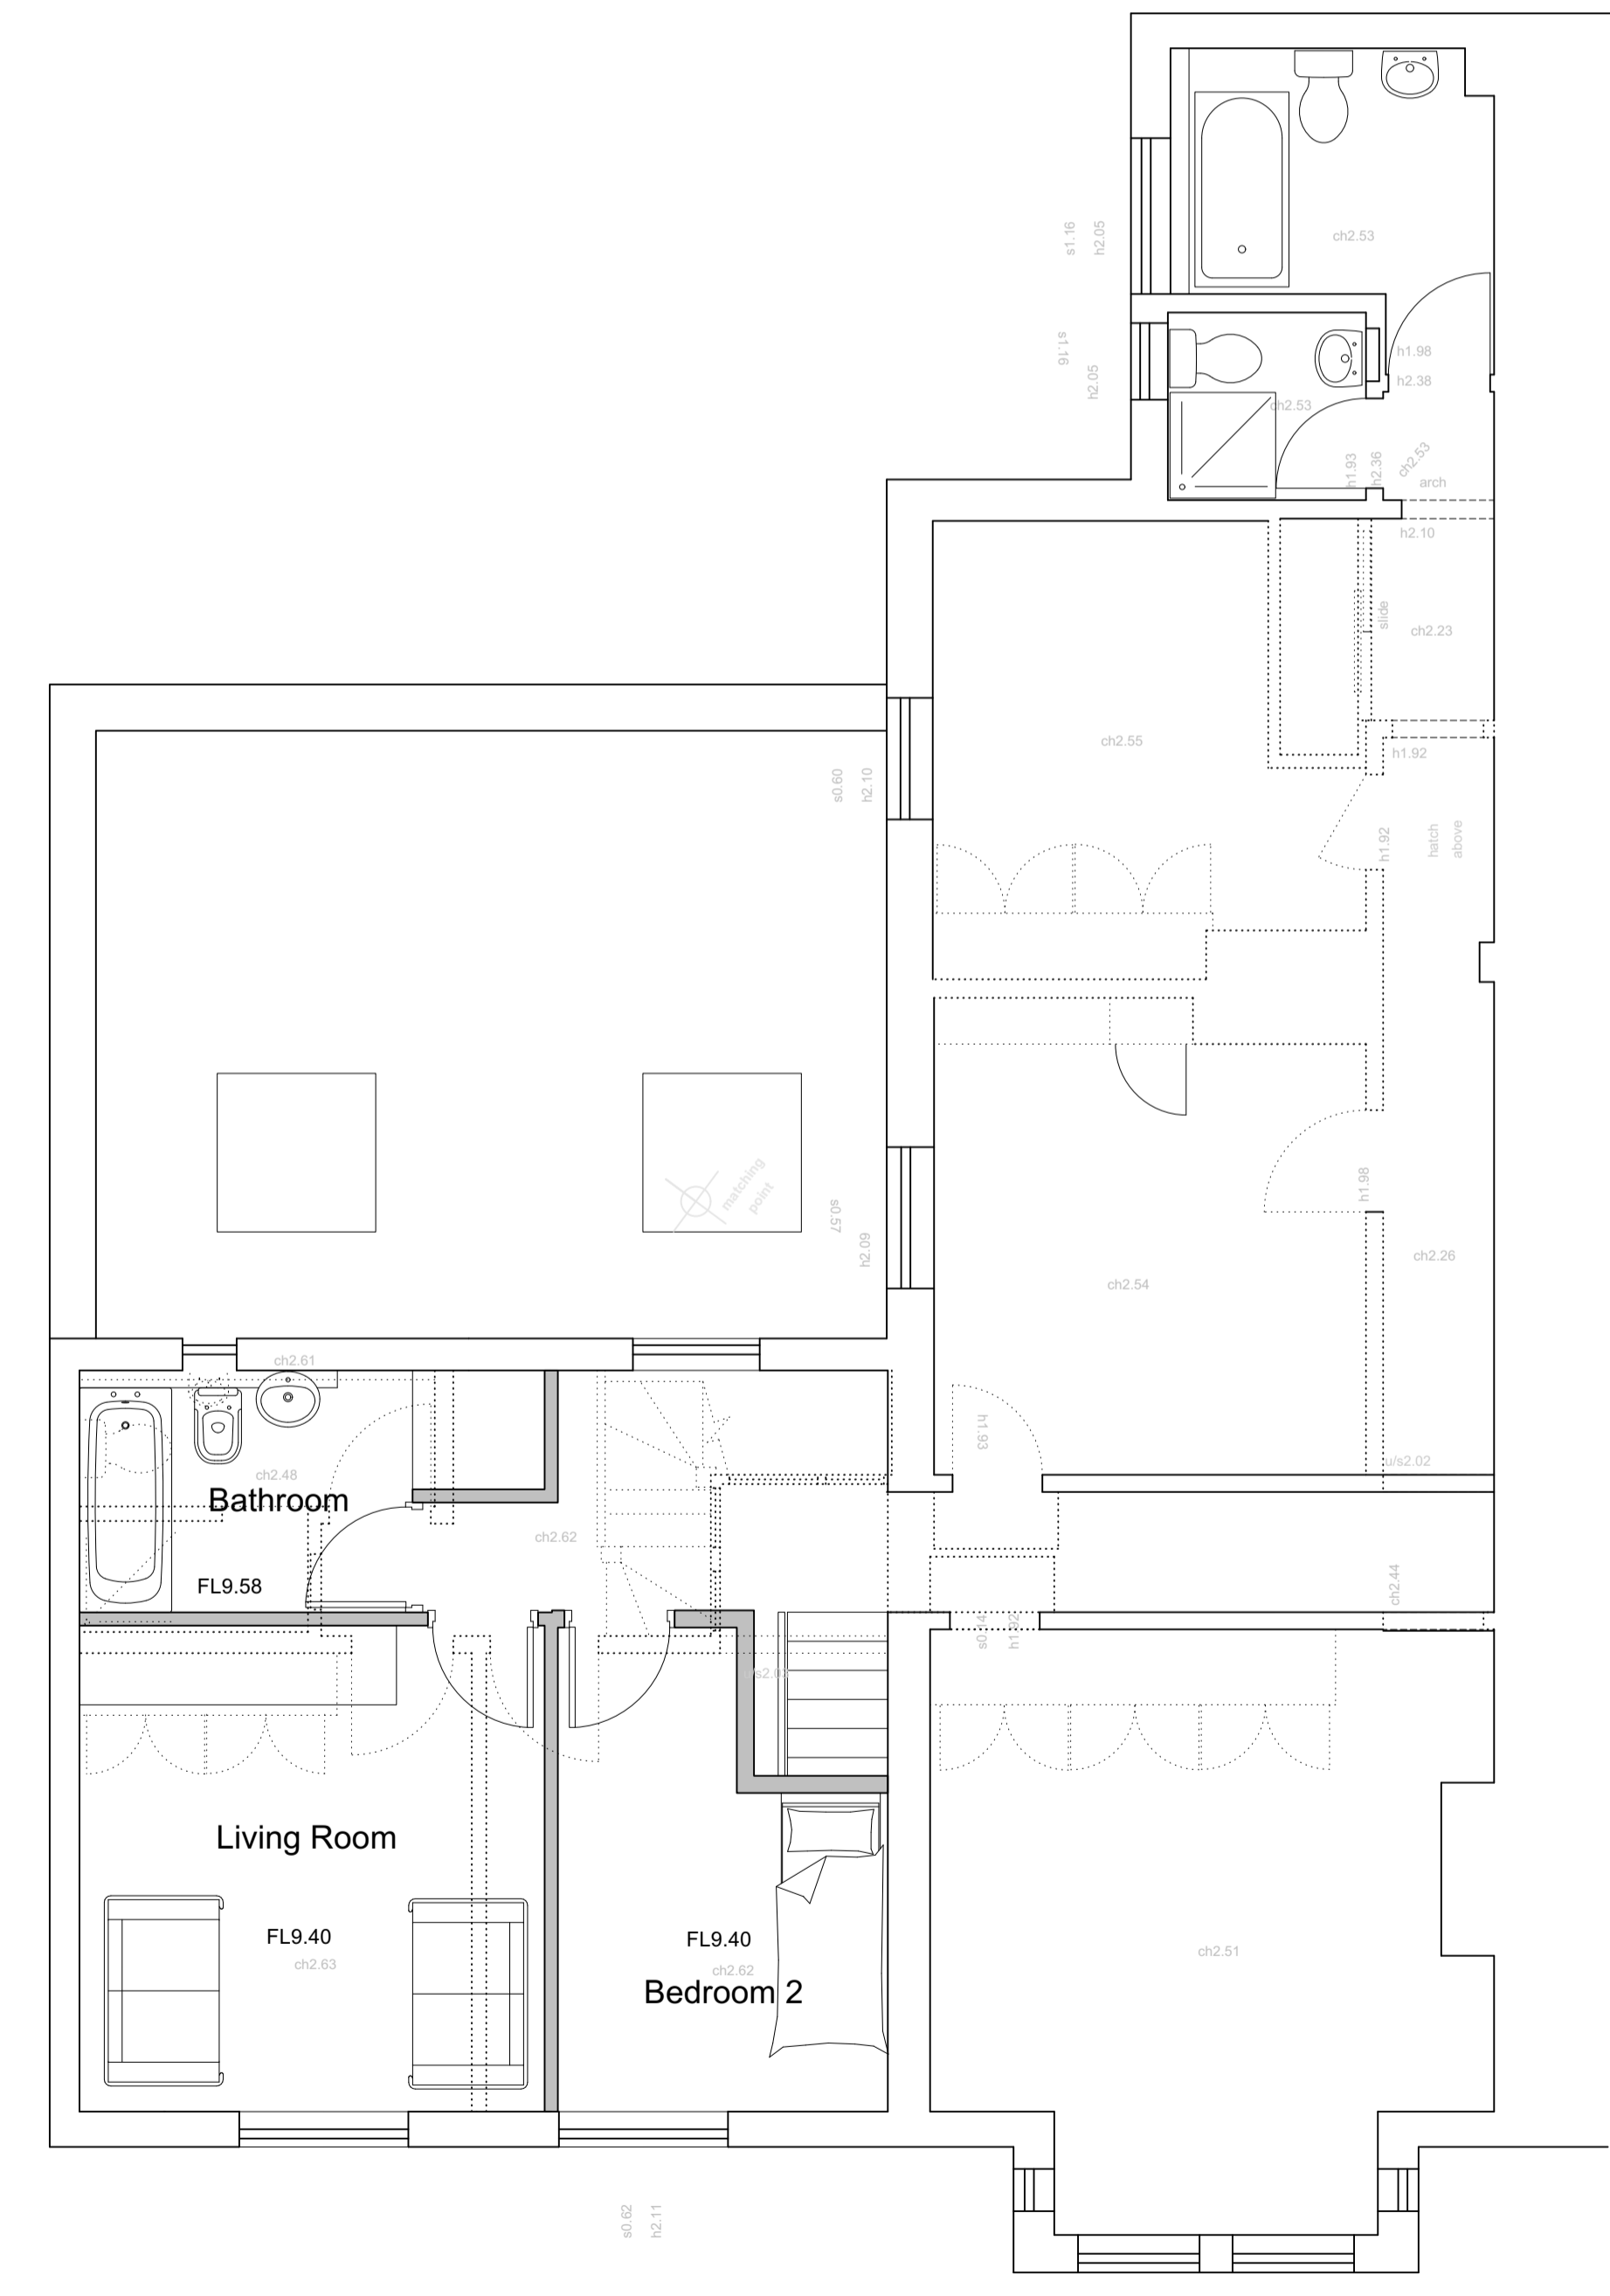 ch2.53
s1.16
h2.05
h1.98
h2.38
s1.16
h2.05
ch2.53
h1.93
h2.36
ch2.53
arch
h2.10
slide
ch2.23
ch2.55
h1.92
s0.60
h2.10
h1.92
hatch
above
matching
point
s0.57
h2.09
h1.98
ch2.26
ch2.54
ch2.61
h1.93
u/s2.02
ch2.48
Bathroom
ch2.62
FL9.58
ch2.44
h1.92
Living Room
FL9.40
ch2.63
FL9.40
ch2.62
Bedroom 2
ch2.51
s0.62
h2.11